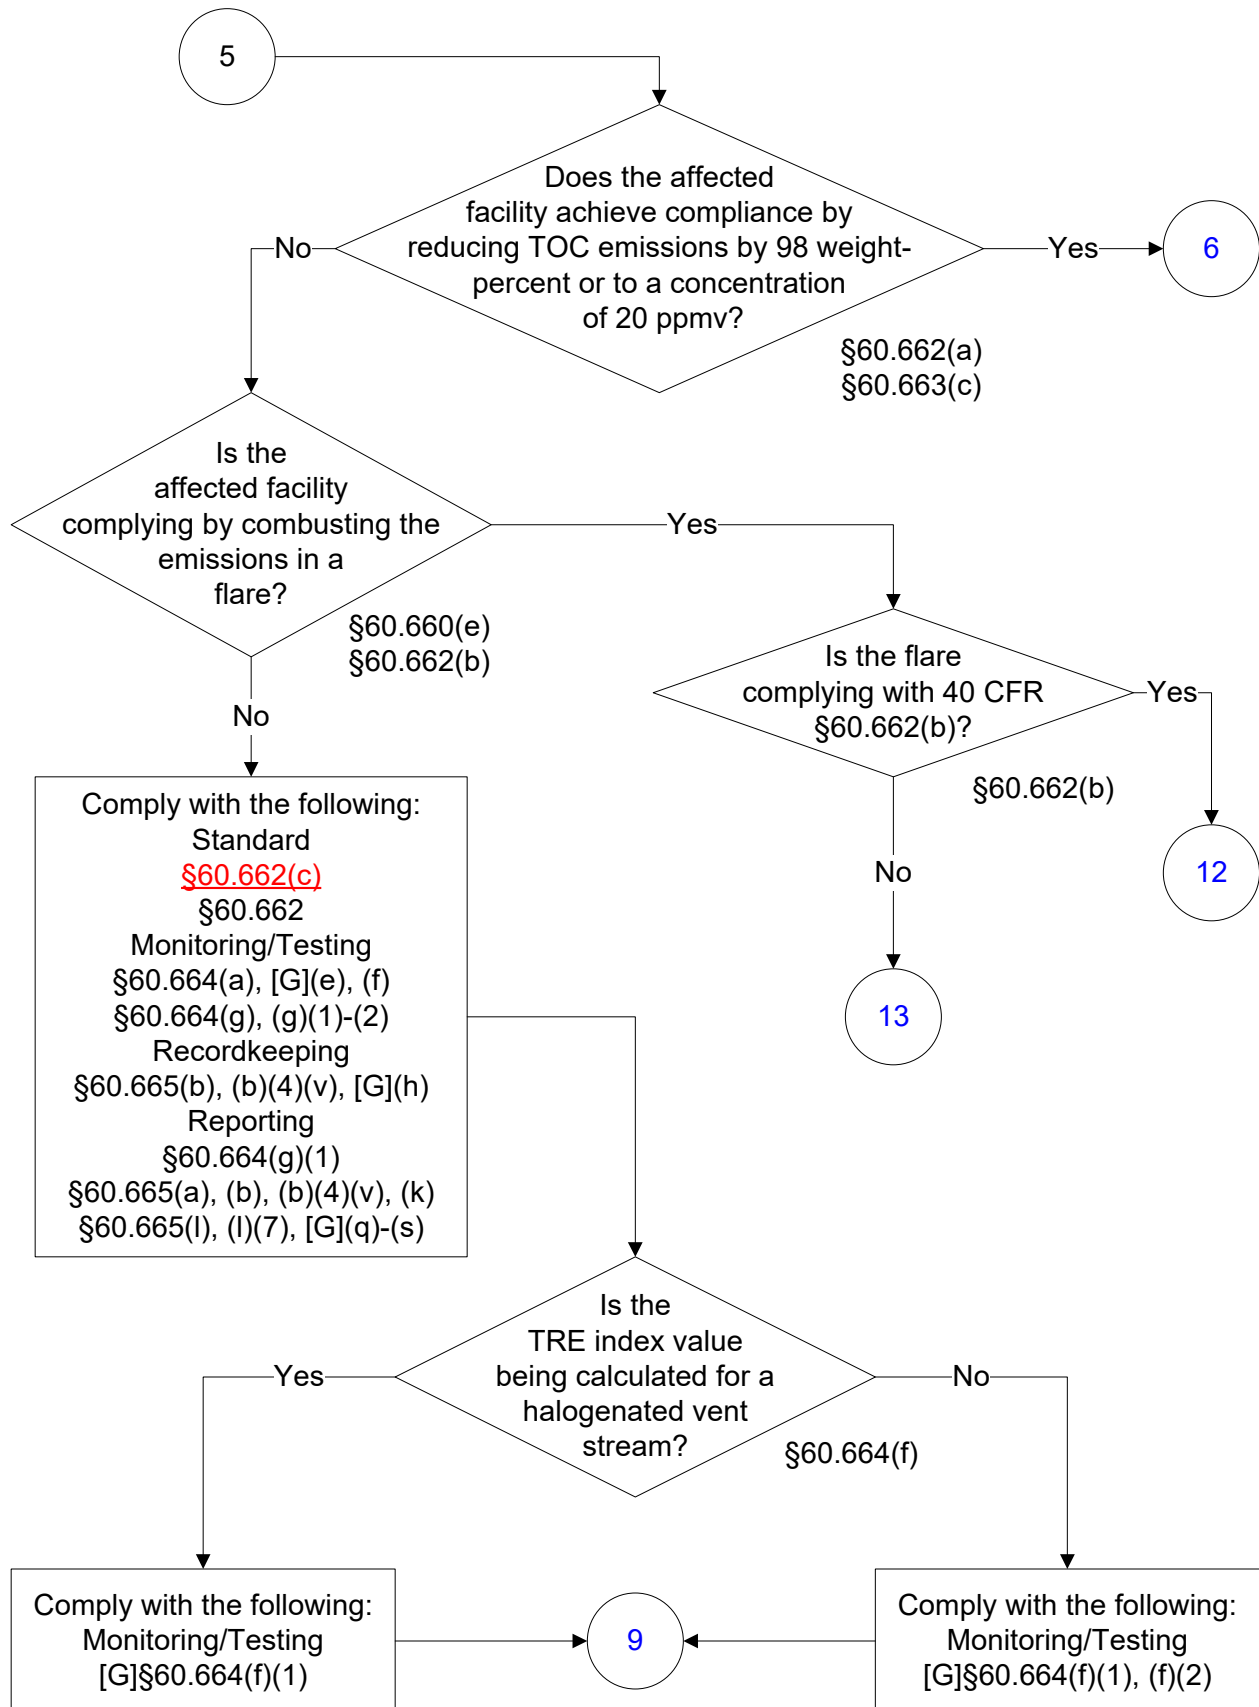 5
Does the affected
facility achieve compliance by
reducing TOC emissions by 98 weight-
percent or to a concentration
of 20 ppmv?
No
Yes
6
§60.662(a)
§60.663(c)
Is the
affected facility
complying by combusting the
emissions in a
flare?
Yes
§60.660(e)
§60.662(b)
No
Is the flare
complying with 40 CFR
§60.662(b)?
Yes
§60.662(b)
12
No
13
Comply with the following:
Standard
§60.662(c)
§60.662
Monitoring/Testing
§60.664(a), [G](e), (f)
§60.664(g), (g)(1)-(2)
Recordkeeping
§60.665(b), (b)(4)(v), [G](h)
Reporting
§60.664(g)(1)
§60.665(a), (b), (b)(4)(v), (k)
§60.665(l), (l)(7), [G](q)-(s)
Is the
TRE index value
being calculated for a
halogenated vent
stream?
Yes
No
§60.664(f)
Comply with the following:
Monitoring/Testing
[G]§60.664(f)(1)
9
Comply with the following:
Monitoring/Testing
[G]§60.664(f)(1), (f)(2)